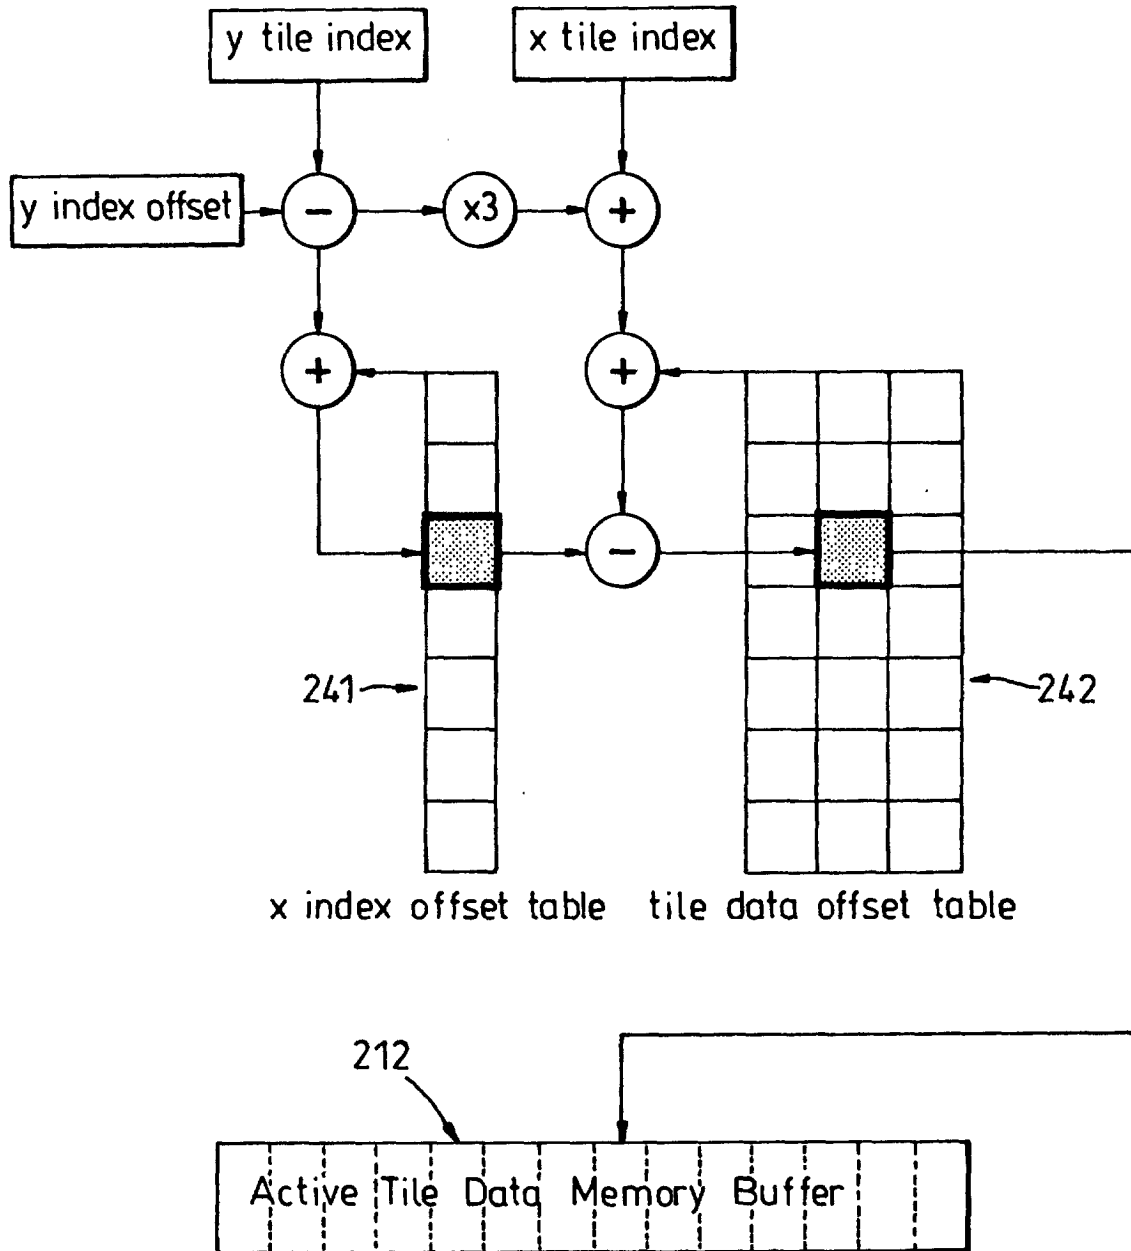 y tile index
x tile index
y index offset
−
x3
+
+
+
−
241
242
x index offset table
tile data offset table
212
Active Tile Data Memory Buffer